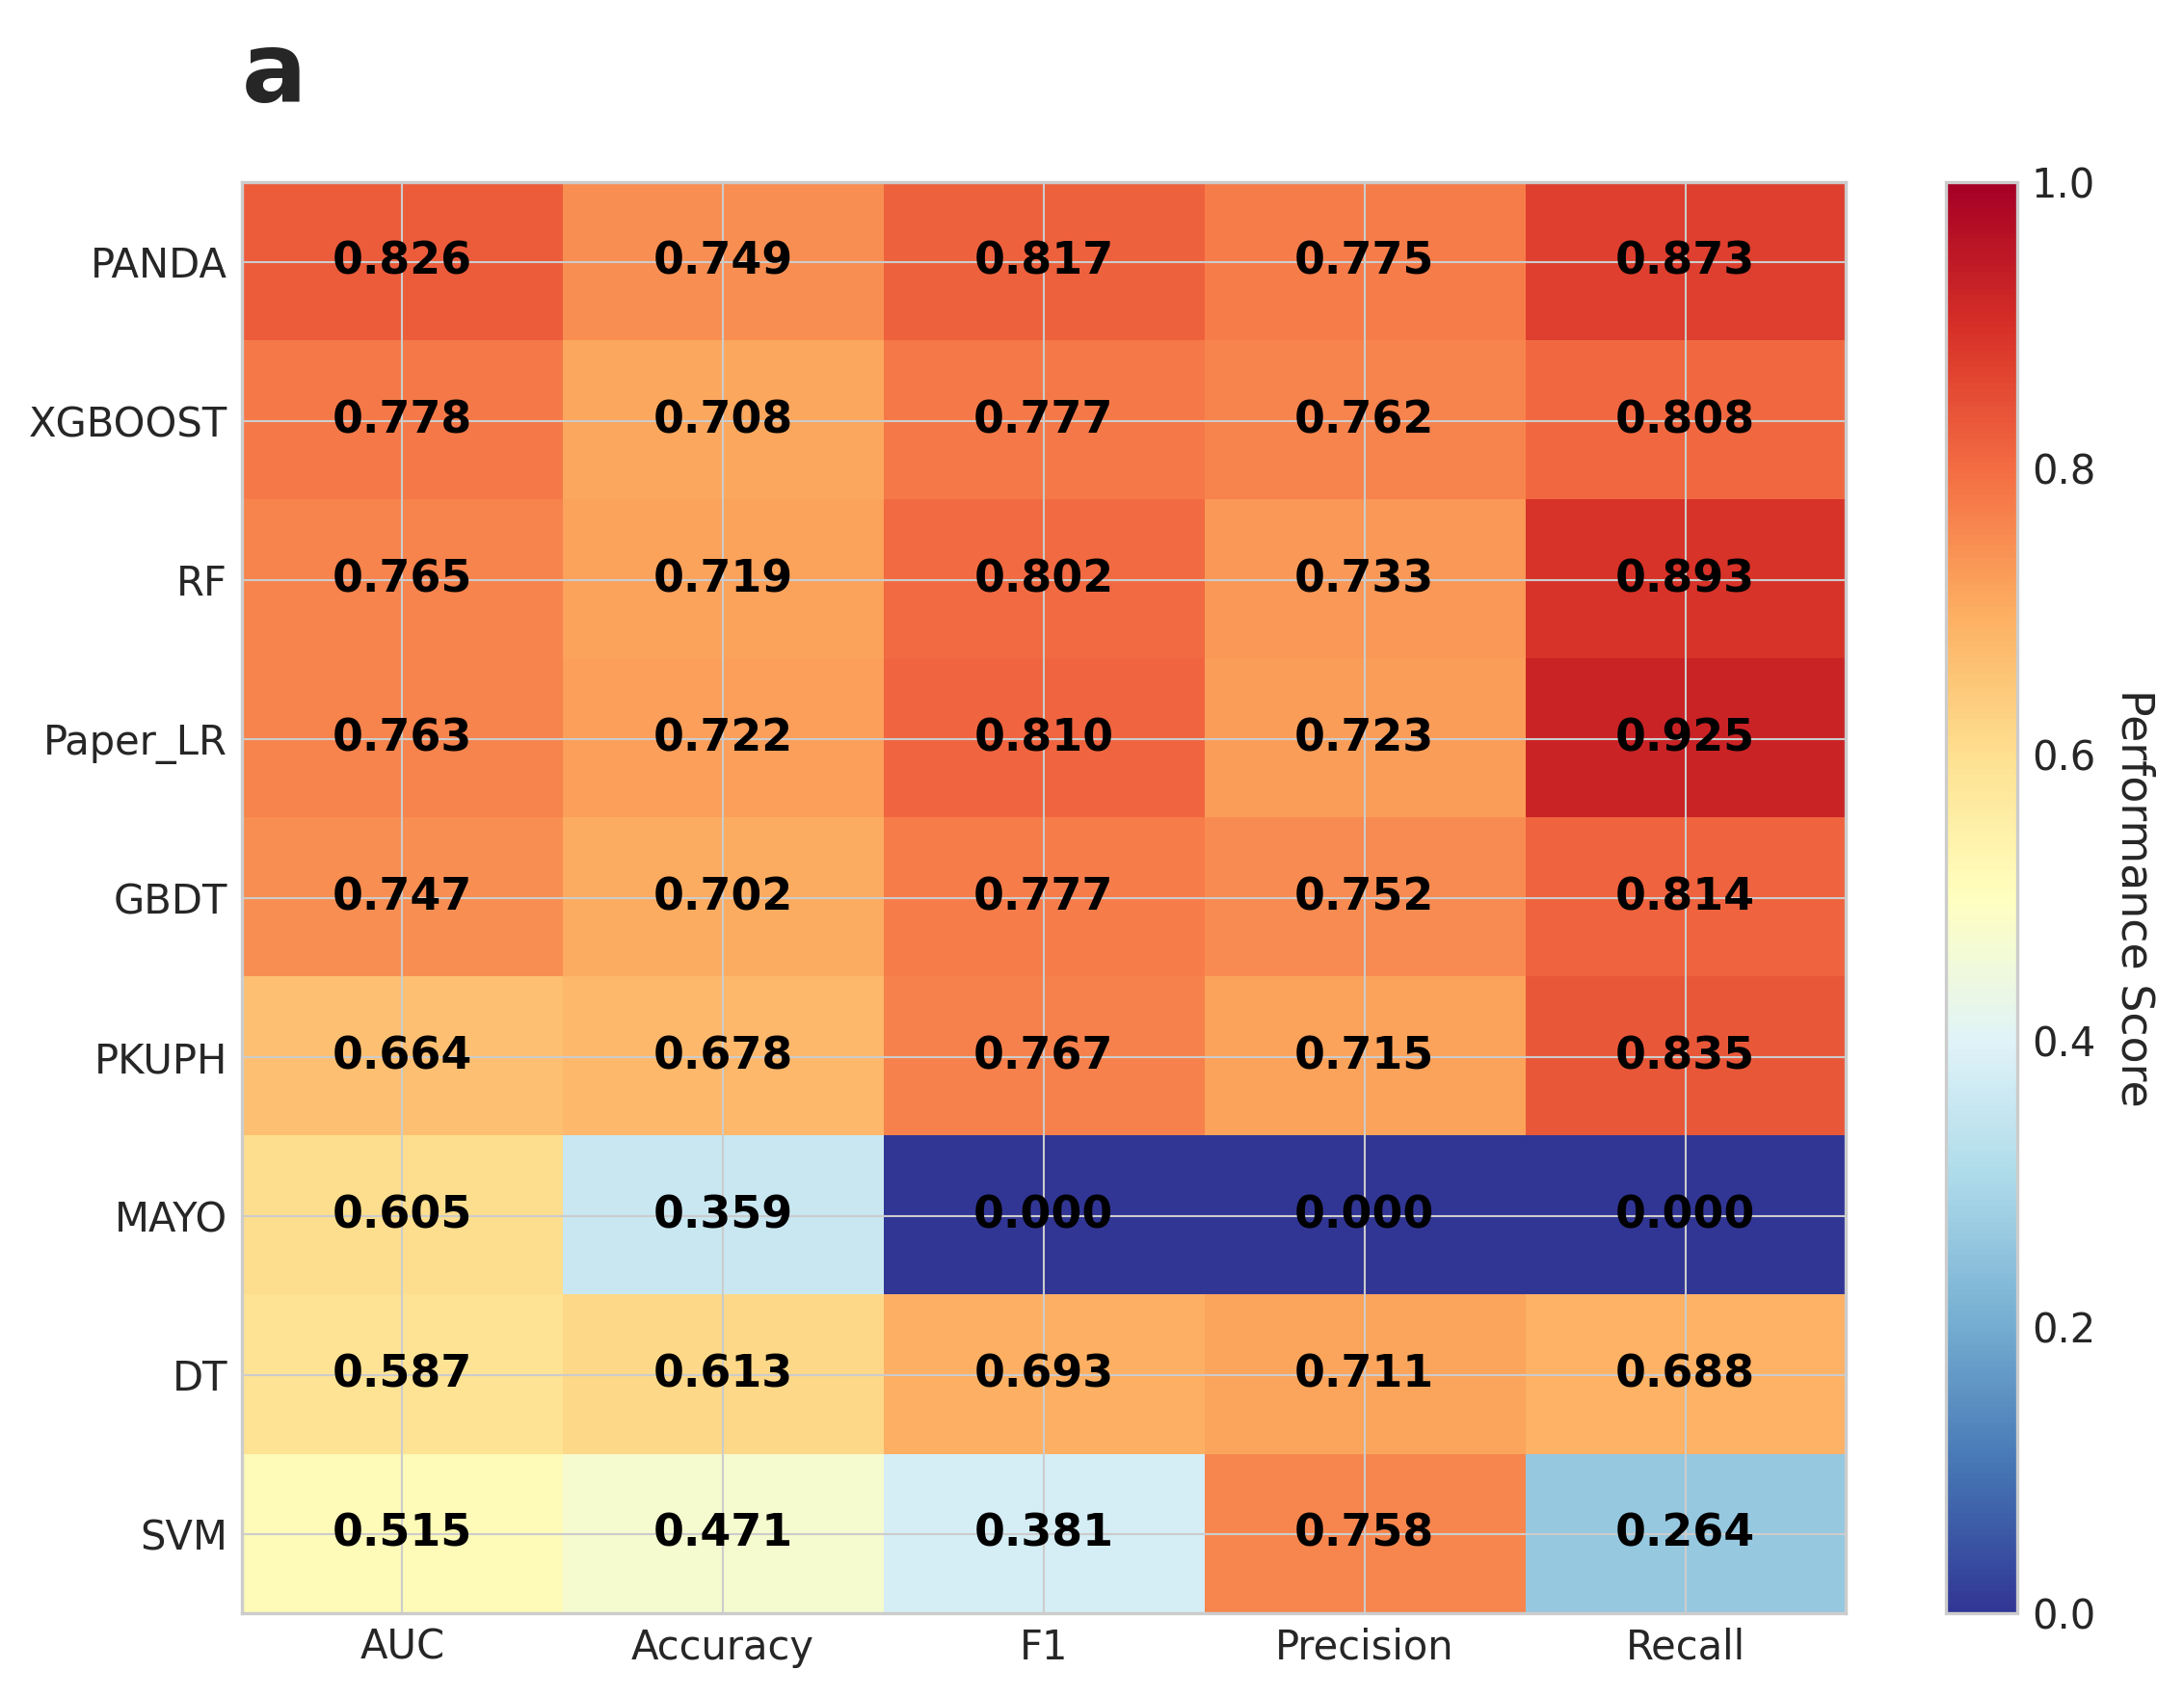 a
PANDA 0.826 0.749 0.817 0.775 0.873
XGBOOST 0.778 0.708 0.777 0.762 0.808
RF 0.765 0.719 0.802 0.733 0.893
Paper_LR 0.763 0.722 0.810 0.723 0.925
GBDT 0.747 0.702 0.777 0.752 0.814
PKUPH 0.664 0.678 0.767 0.715 0.835
MAYO 0.605 0.359 0.000 0.000 0.000
DT 0.587 0.613 0.693 0.711 0.688
SVM 0.515 0.471 0.381 0.758 0.264
AUC Accuracy F1 Precision Recall
1.0
0.8
0.6
0.4
0.2
0.0
Performance Score